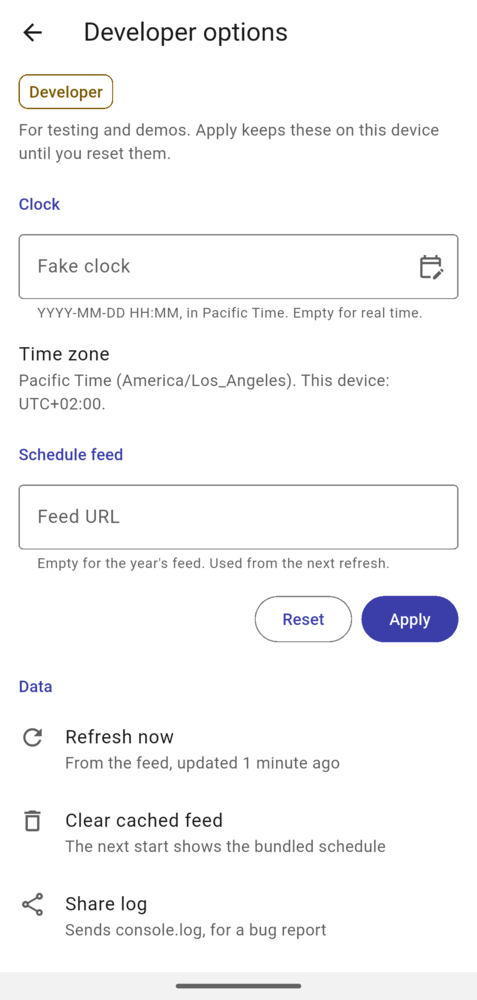 Developer options
Developer
For testing and demos. Apply keeps these on this device
until you reset them.
Clock
Fake clock
YYYY-MM-DD HH:MM, in Pacific Time. Empty for real time.
Time zone
Pacific Time (America/Los_Angeles). This device:
UTC+02:00.
Schedule feed
Feed URL
Empty for the year's feed. Used from the next refresh.
Reset
Apply
Data
Refresh now
From the feed, updated 1 minute ago
Clear cached feed
The next start shows the bundled schedule
Share log
Sends console.log, for a bug report